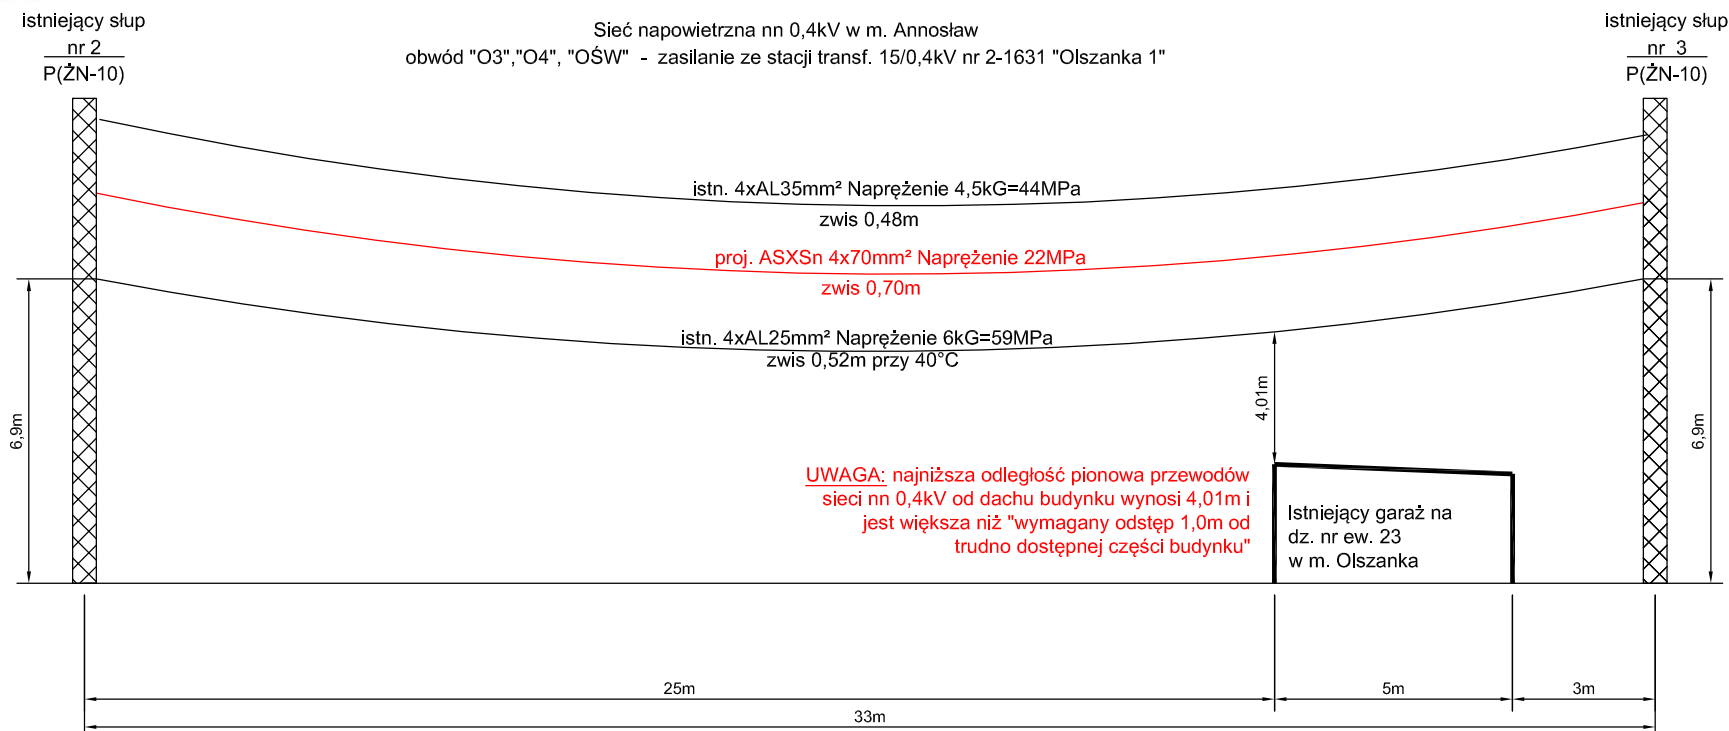 istniejący słup
nr 2
P(ŻN-10)
Sieć napowietrzna nn 0,4kV w m. Annosław
obwód "O3","O4", "OŚW" - zasilanie ze stacji transf. 15/0,4kV nr 2-1631 "Olszanka 1"
istniejący słup
nr 3
P(ŻN-10)
istn. 4xAL35mm² Naprężenie 4,5kG=44MPa
zwis 0,48m
proj. ASXSn 4x70mm² Naprężenie 22MPa
zwis 0,70m
istn. 4xAL25mm² Naprężenie 6kG=59MPa
zwis 0,52m przy 40°C
6,9m
4,01m
6,9m
UWAGA: najniższa odległość pionowa przewodów
sieci nn 0,4kV od dachu budynku wynosi 4,01m i
jest większa niż "wymagany odstęp 1,0m od
trudno dostępnej części budynku"
Istniejący garaż na
dz. nr ew. 23
w m. Olszanka
25m
5m
3m
33m